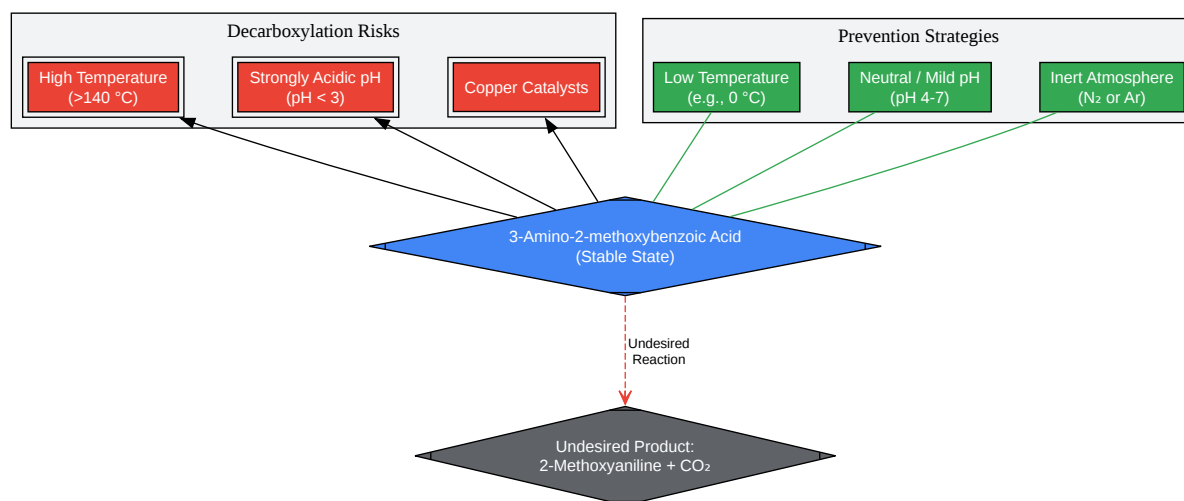 Decarboxylation Risks
High Temperature
(>140 °C)
Strongly Acidic pH
(pH < 3)
Copper Catalysts
Prevention Strategies
Low Temperature
(e.g., 0 °C)
Neutral / Mild pH
(pH 4-7)
Inert Atmosphere
(N₂ or Ar)
3-Amino-2-methoxybenzoic Acid
(Stable State)
Undesired
Reaction
Undesired Product:
2-Methoxyaniline + CO₂